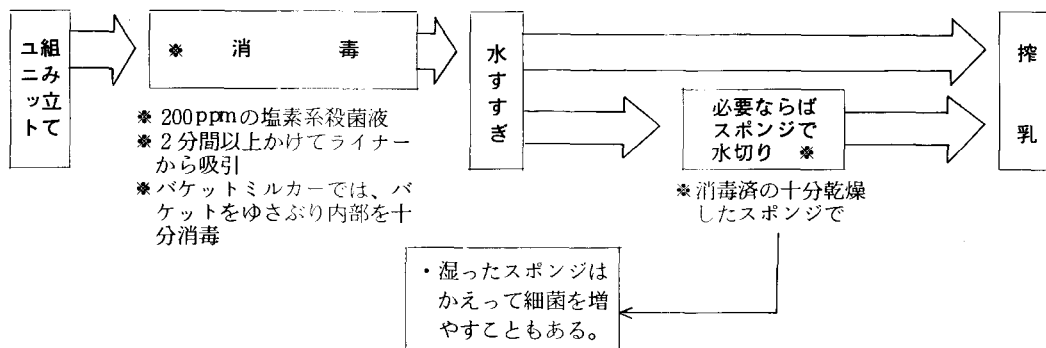 ユニット
組み立て
※ 消毒
※ 200ppmの塩素系殺菌液
※ 2分間以上かけてライナー
から吸引
※ バケットミルカーでは、バ
ケットをゆさぶり内部を十
分消毒
水すすぎ
必要ならば
スポンジで
水切り ※
※ 消毒済の十分乾燥
したスポンジで
・湿ったスポンジは
かえって細菌を増
やすこともある。
搾乳